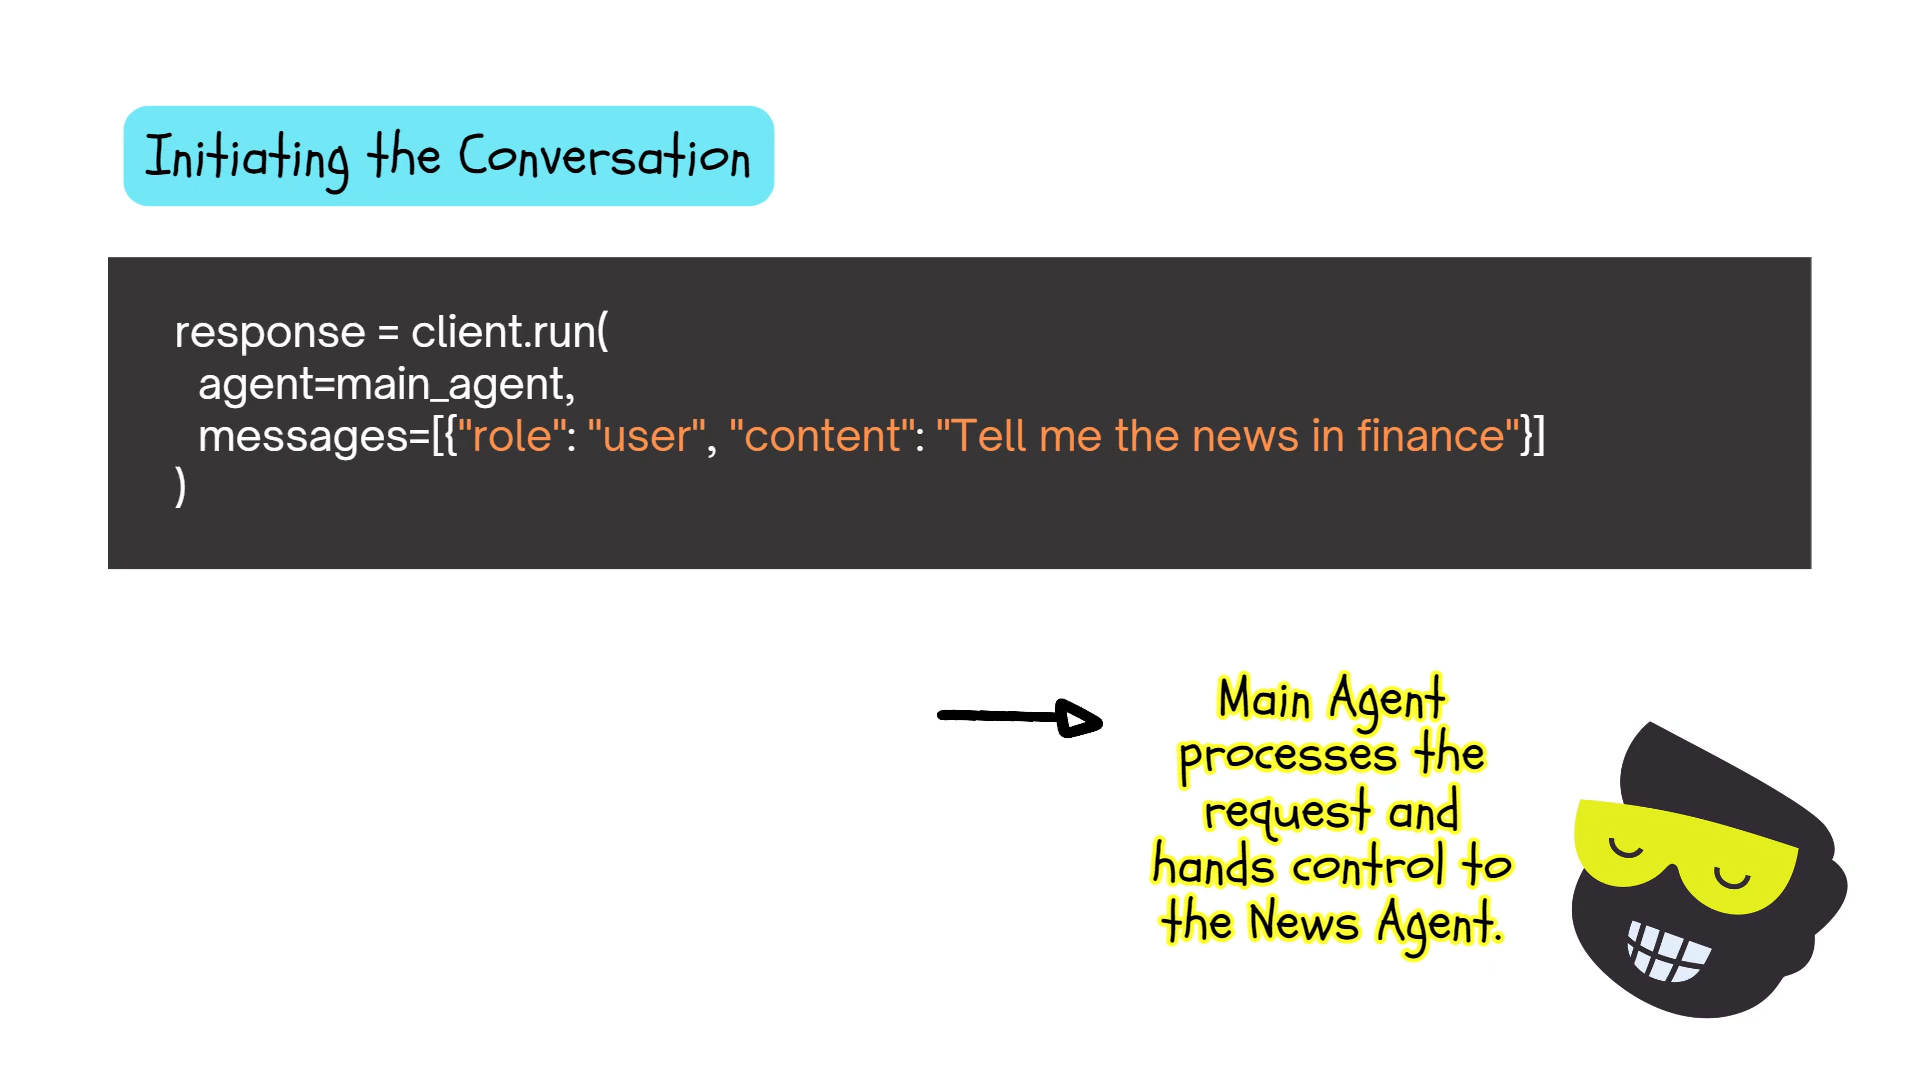 Initiating the Conversation
response = client.run(
agent=main_agent,
messages=[{"role": "user", "content": "Tell me the news in finance"}]
)
Main Agent
processes the
request and
hands control to
the News Agent.